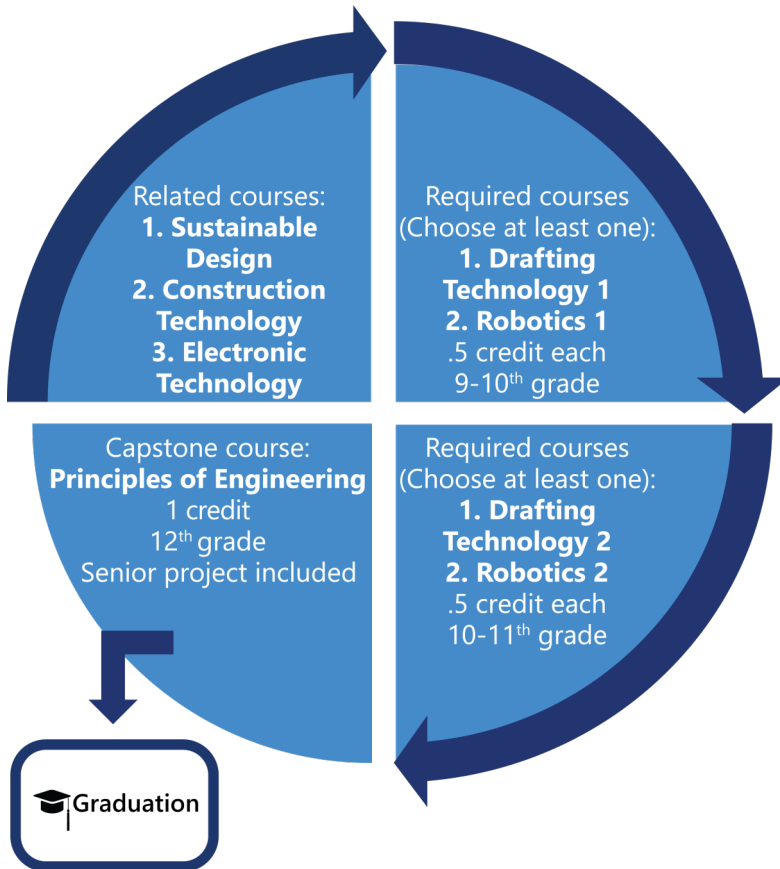 Related courses:
1. Sustainable
Design
2. Construction
Technology
3. Electronic
Technology
Required courses
(Choose at least one):
1. Drafting
Technology 1
2. Robotics 1
.5 credit each
9-10th grade
Required courses
(Choose at least one):
1. Drafting
Technology 2
2. Robotics 2
.5 credit each
10-11th grade
Capstone course:
Principles of Engineering
1 credit
12th grade
Senior project included
Graduation